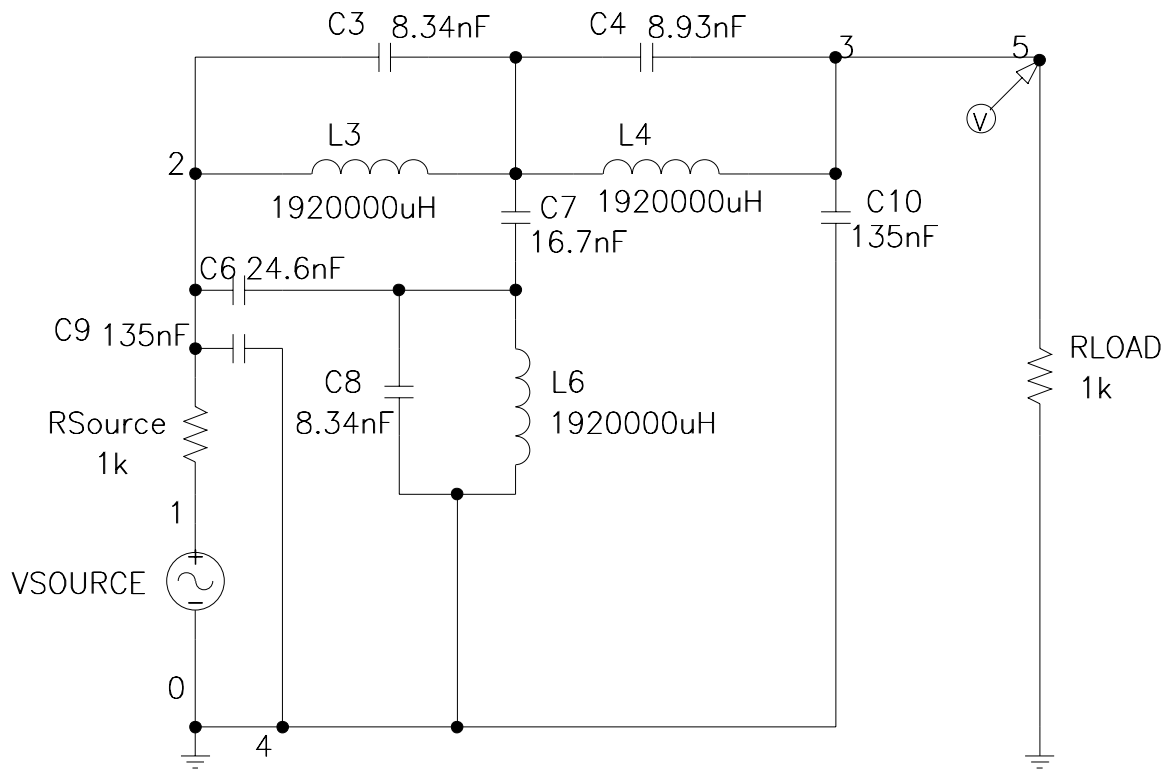 C3 8.34nF
C4 8.93nF
3
5
V
L3
1920000uH
L4
1920000uH
2
C7
16.7nF
C10
135nF
C6 24.6nF
C9 135nF
C8
8.34nF
L6
1920000uH
RLOAD
1k
RSource
1k
1
+
VSOURCE
−
0
4